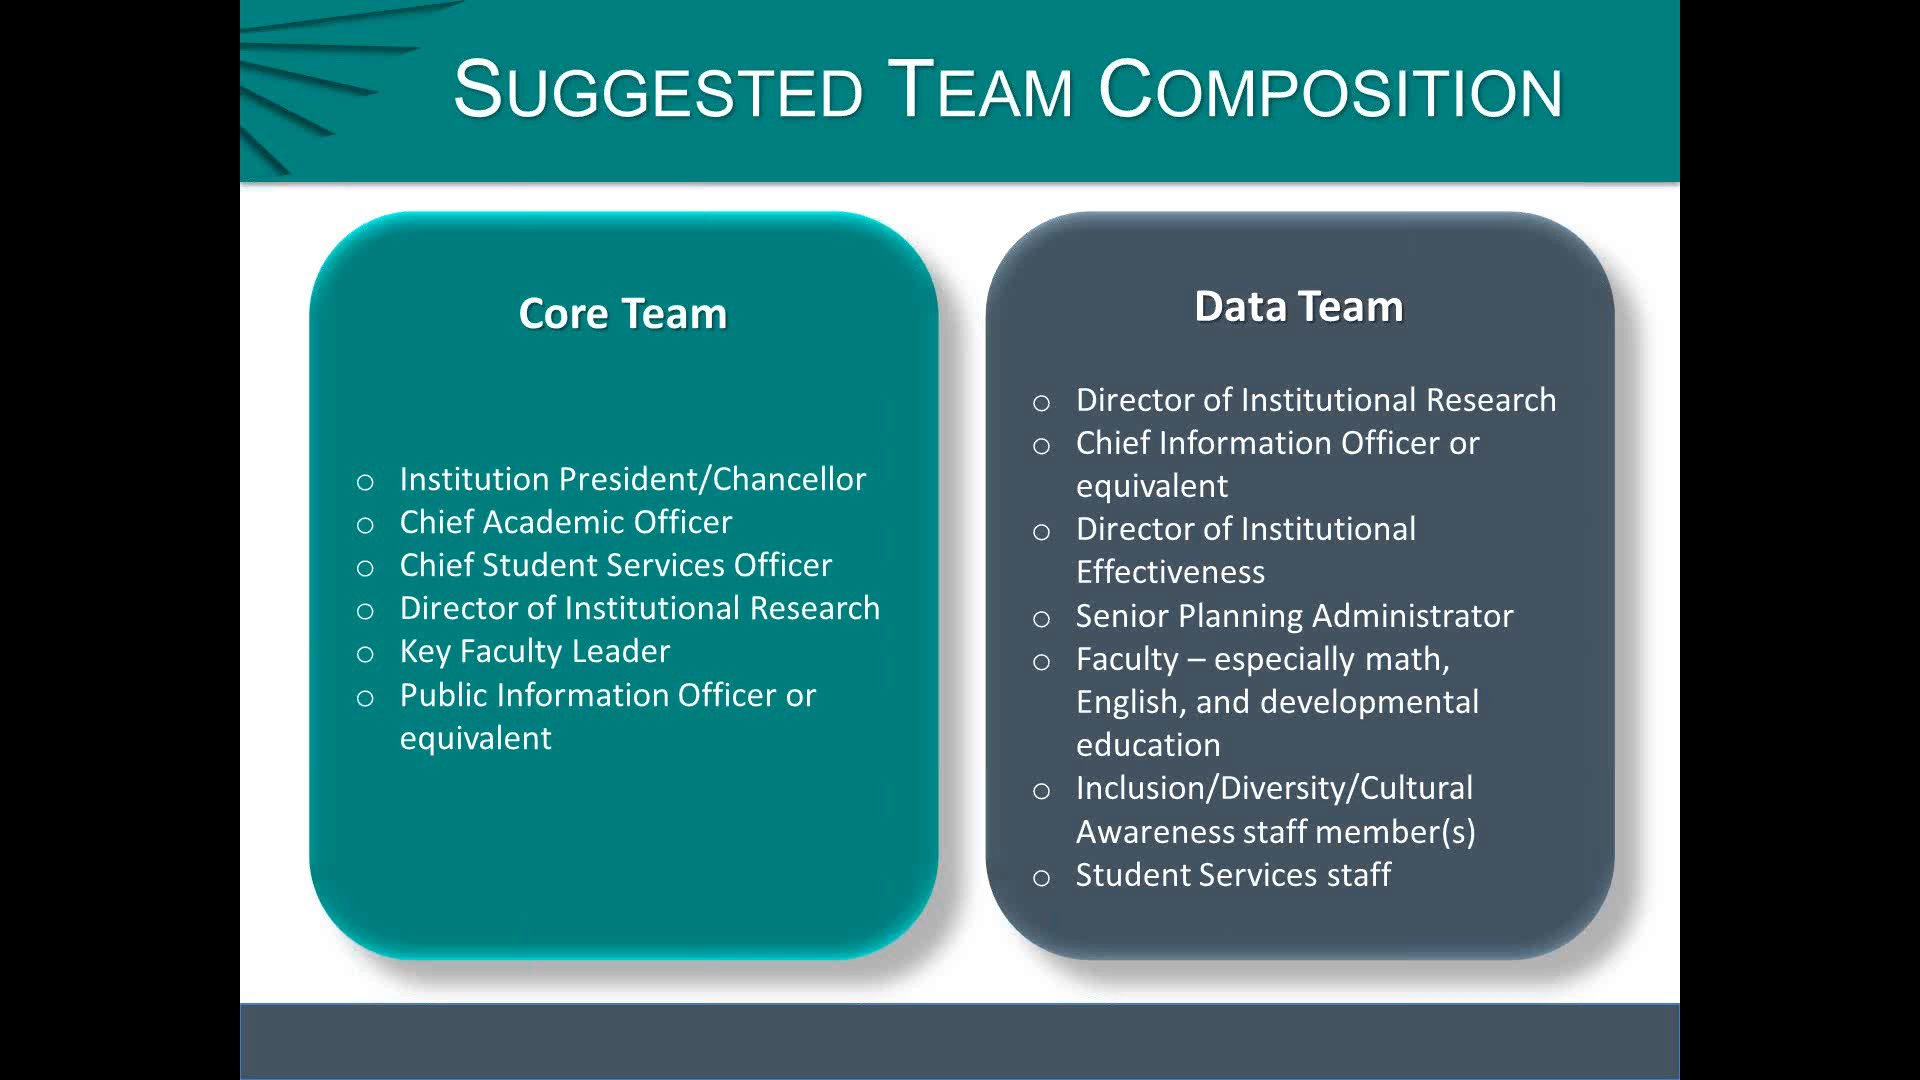 SUGGESTED TEAM COMPOSITION
Core Team
○ Institution President/Chancellor
○ Chief Academic Officer
○ Chief Student Services Officer
○ Director of Institutional Research
○ Key Faculty Leader
○ Public Information Officer or
equivalent
Data Team
○ Director of Institutional Research
○ Chief Information Officer or
equivalent
○ Director of Institutional
Effectiveness
○ Senior Planning Administrator
○ Faculty – especially math,
English, and developmental
education
○ Inclusion/Diversity/Cultural
Awareness staff member(s)
○ Student Services staff